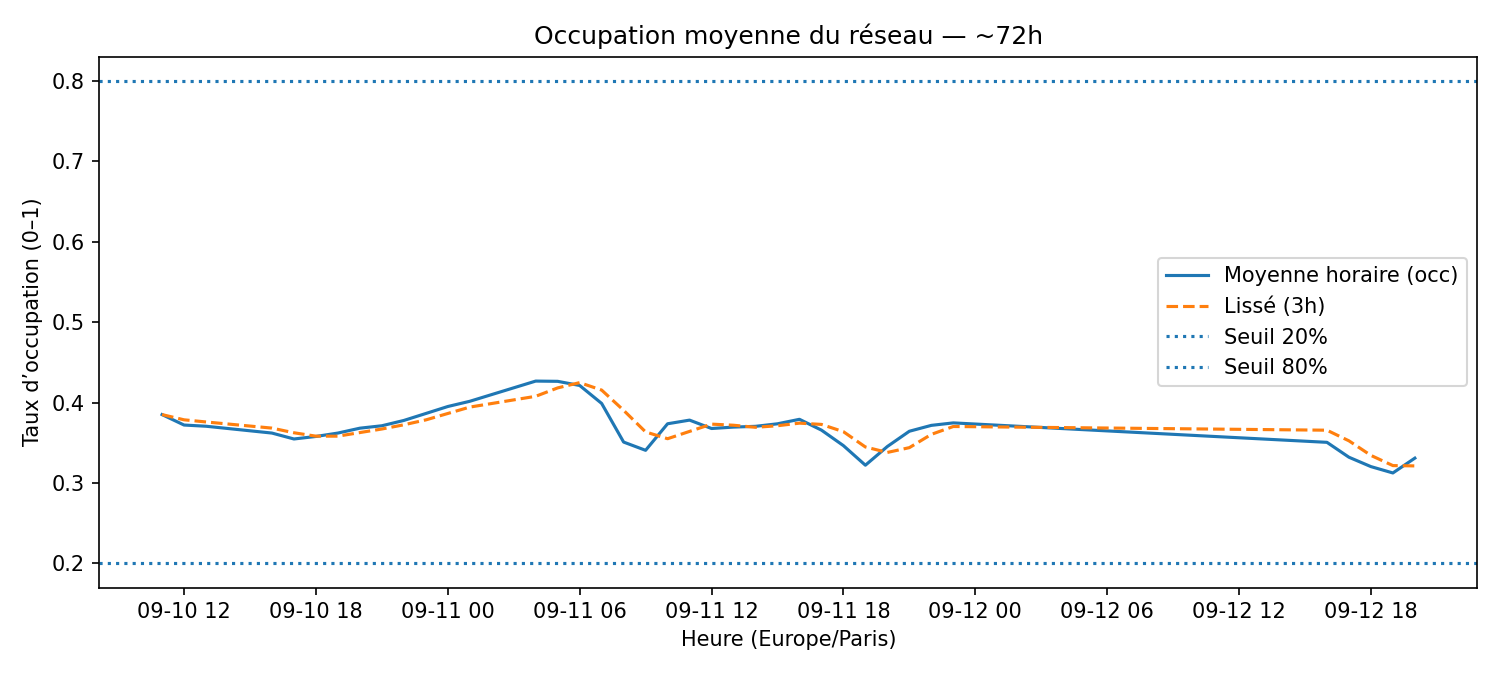 Occupation moyenne du réseau — ~72h
Taux d’occupation (0–1)
0.8
0.7
0.6
0.5
0.4
0.3
0.2
Moyenne horaire (occ)
Lissé (3h)
Seuil 20%
Seuil 80%
09-10 12 09-10 18 09-11 00 09-11 06 09-11 12 09-11 18 09-12 00 09-12 06 09-12 12 09-12 18
Heure (Europe/Paris)